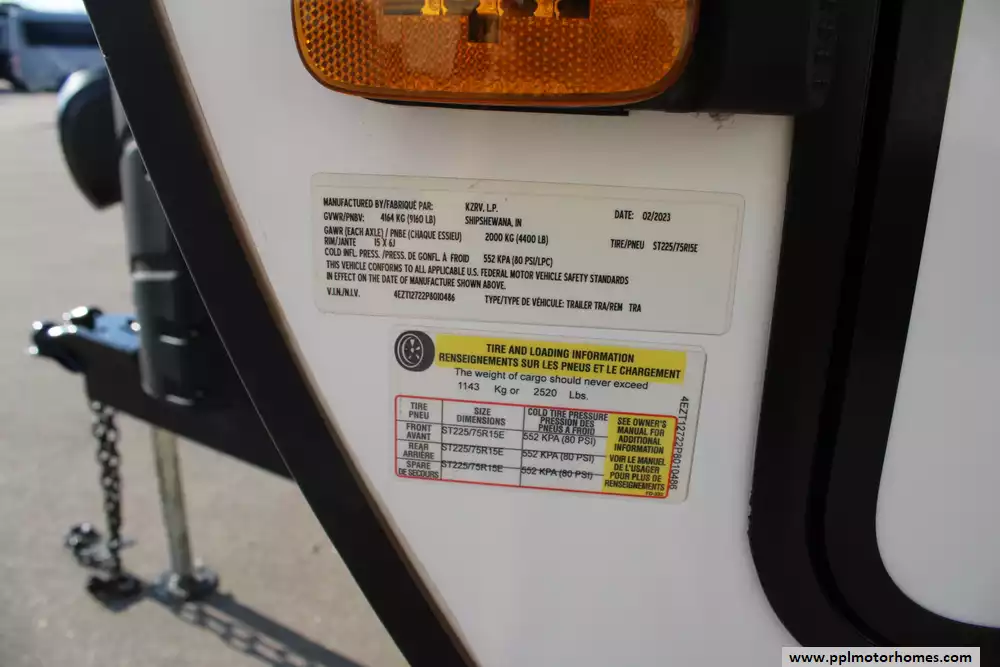 MANUFACTURED BY/FABRIQUÉ PAR: KZRV, L.P. DATE: 02/2023
GVWR/PNBV: 4164 KG (9160 LB) SHIPSHEWANA, IN
GAWR (EACH AXLE) / PNBE (CHAQUE ESSIEU) 2000 KG (4400 LB) TIRE/PNEU ST225/75R15E
RIM/JANTE 15 X 6J
COLD INFL. PRESS. /PRESS. DE GONFL. À FROID 552 KPA (80 PSI/LPC)
THIS VEHICLE CONFORMS TO ALL APPLICABLE U.S. FEDERAL MOTOR VEHICLE SAFETY STANDARDS
IN EFFECT ON THE DATE OF MANUFACTURE SHOWN ABOVE.
V.I.N./N.I.V. 4EZT12722P8010486 TYPE/TYPE DE VÉHICULE: TRAILER TRA/REM TRA
TIRE AND LOADING INFORMATION
RENSEIGNEMENTS SUR LES PNEUS ET LE CHARGEMENT
The weight of cargo should never exceed
1143 Kg or 2520 Lbs.
TIRE PNEU SIZE DIMENSIONS COLD TIRE PRESSURE PRESSION DES PNEUS A FROID
FRONT AVANT ST225/75R15E 552 KPA (80 PSI)
REAR ARRIÈRE ST225/75R15E 552 KPA (80 PSI)
SPARE DE SECOURS ST225/75R15E 552 KPA (80 PSI)
SEE OWNER'S
MANUAL FOR
ADDITIONAL
INFORMATION
VOIR LE MANUEL
DE L'USAGER
POUR PLUS DE
RENSEIGNEMENTS
4EZT12722P8010486
www.pplmotorhomes.com